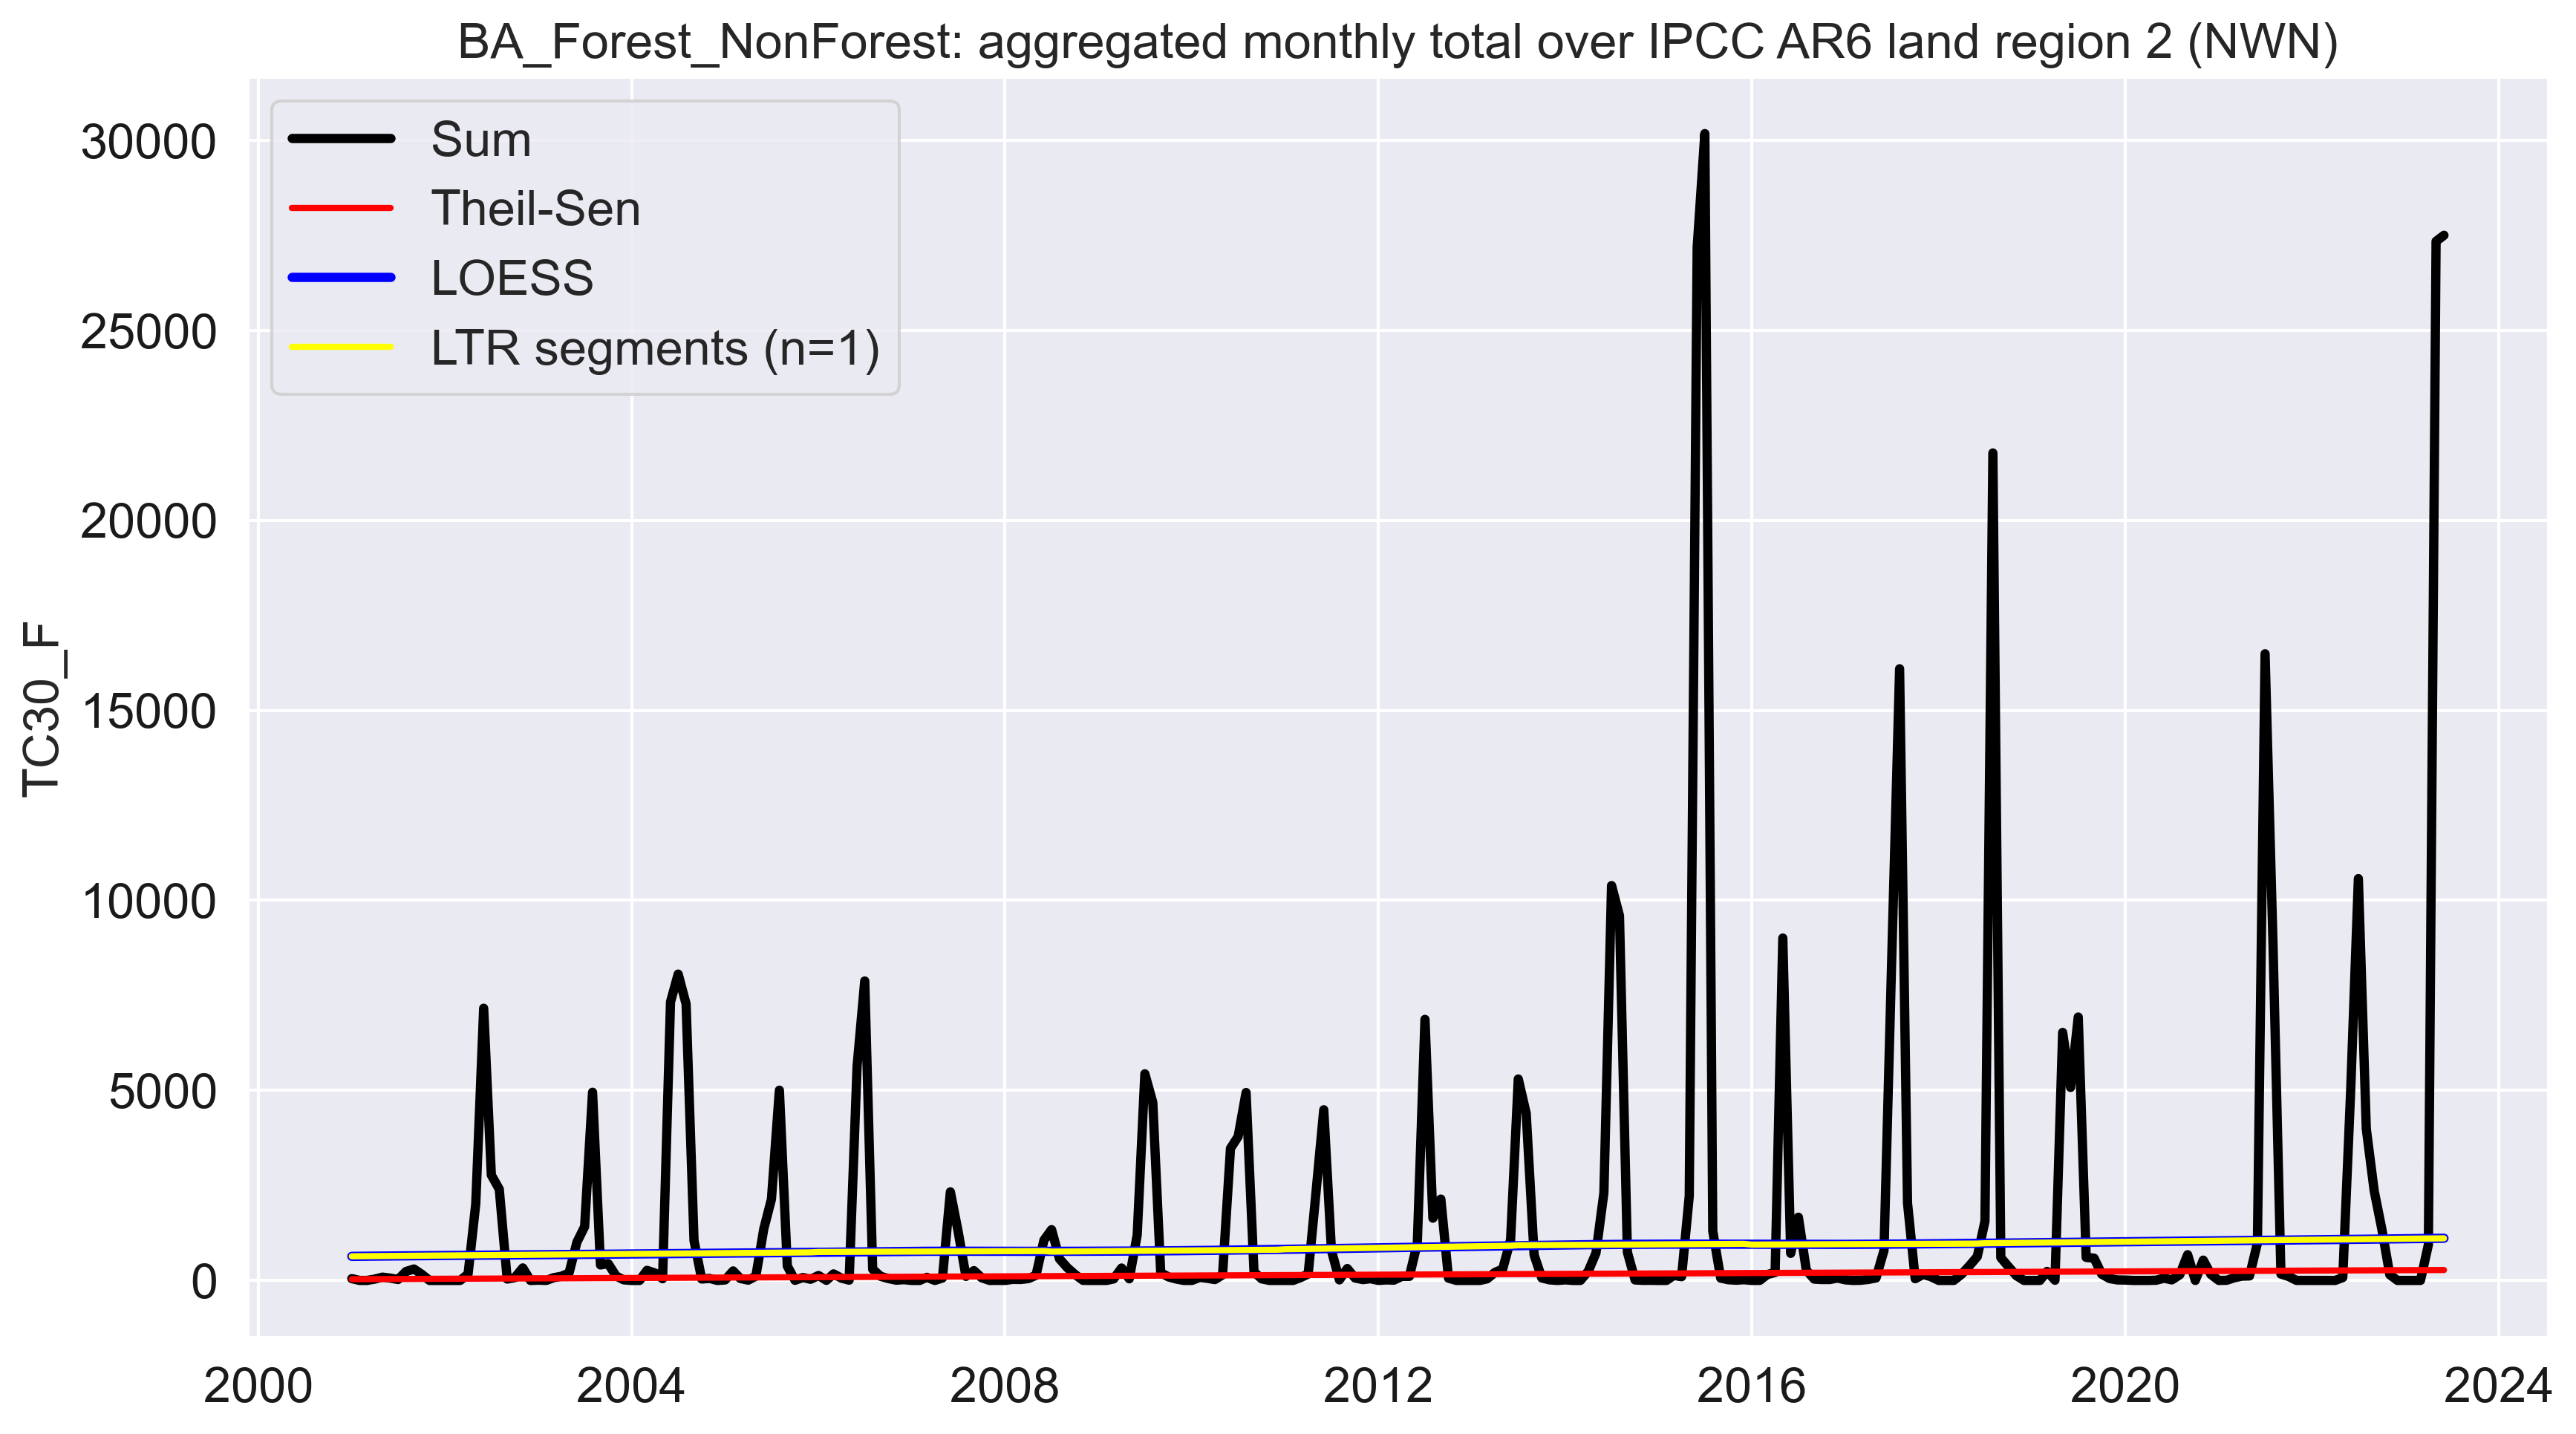 BA_Forest_NonForest: aggregated monthly total over IPCC AR6 land region 2 (NWN)
Sum
Theil-Sen
LOESS
LTR segments (n=1)
TC30_F
30000
25000
20000
15000
10000
5000
0
2000 2004 2008 2012 2016 2020 2024